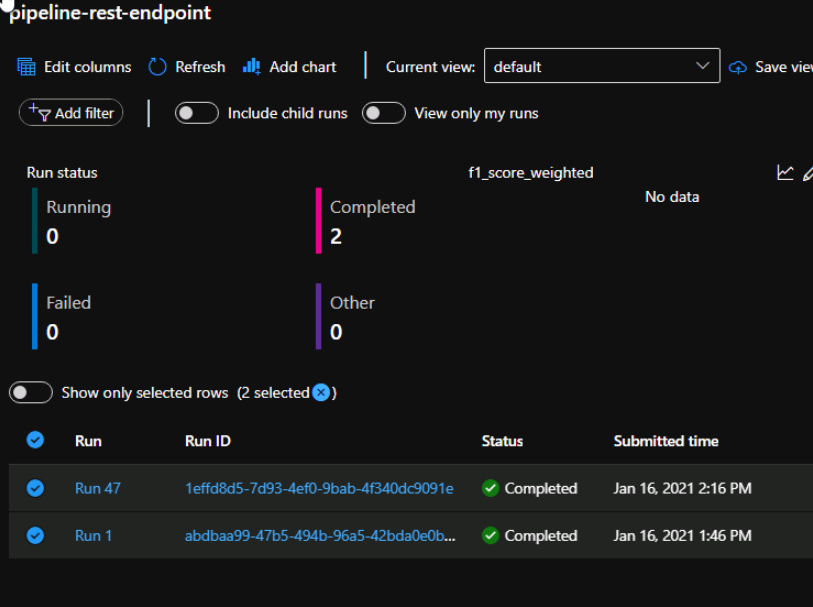 pipeline-rest-endpoint
Edit columns Refresh Add chart Current view: default Save view
Add filter Include child runs View only my runs
Run status f1_score_weighted
No data
Running Completed
0 2
Failed Other
0 0
Show only selected rows (2 selected )
Run Run ID Status Submitted time
Run 47 1effd8d5-7d93-4ef0-9bab-4f340dc9091e Completed Jan 16, 2021 2:16 PM
Run 1 abdbaa99-47b5-494b-96a5-42bda0e0b... Completed Jan 16, 2021 1:46 PM